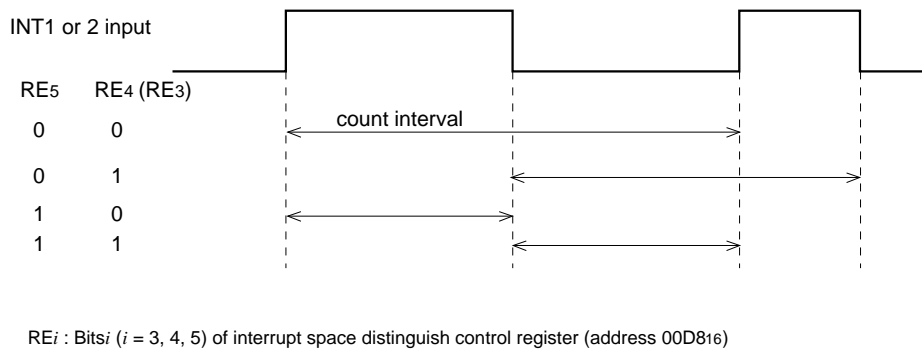 INT1 or 2 input
RE5 RE4 (RE3)
count interval
0 0
0 1
1 0
1 1
REi : Bitsi (i = 3, 4, 5) of interrupt space distinguish control register (address 00D816)